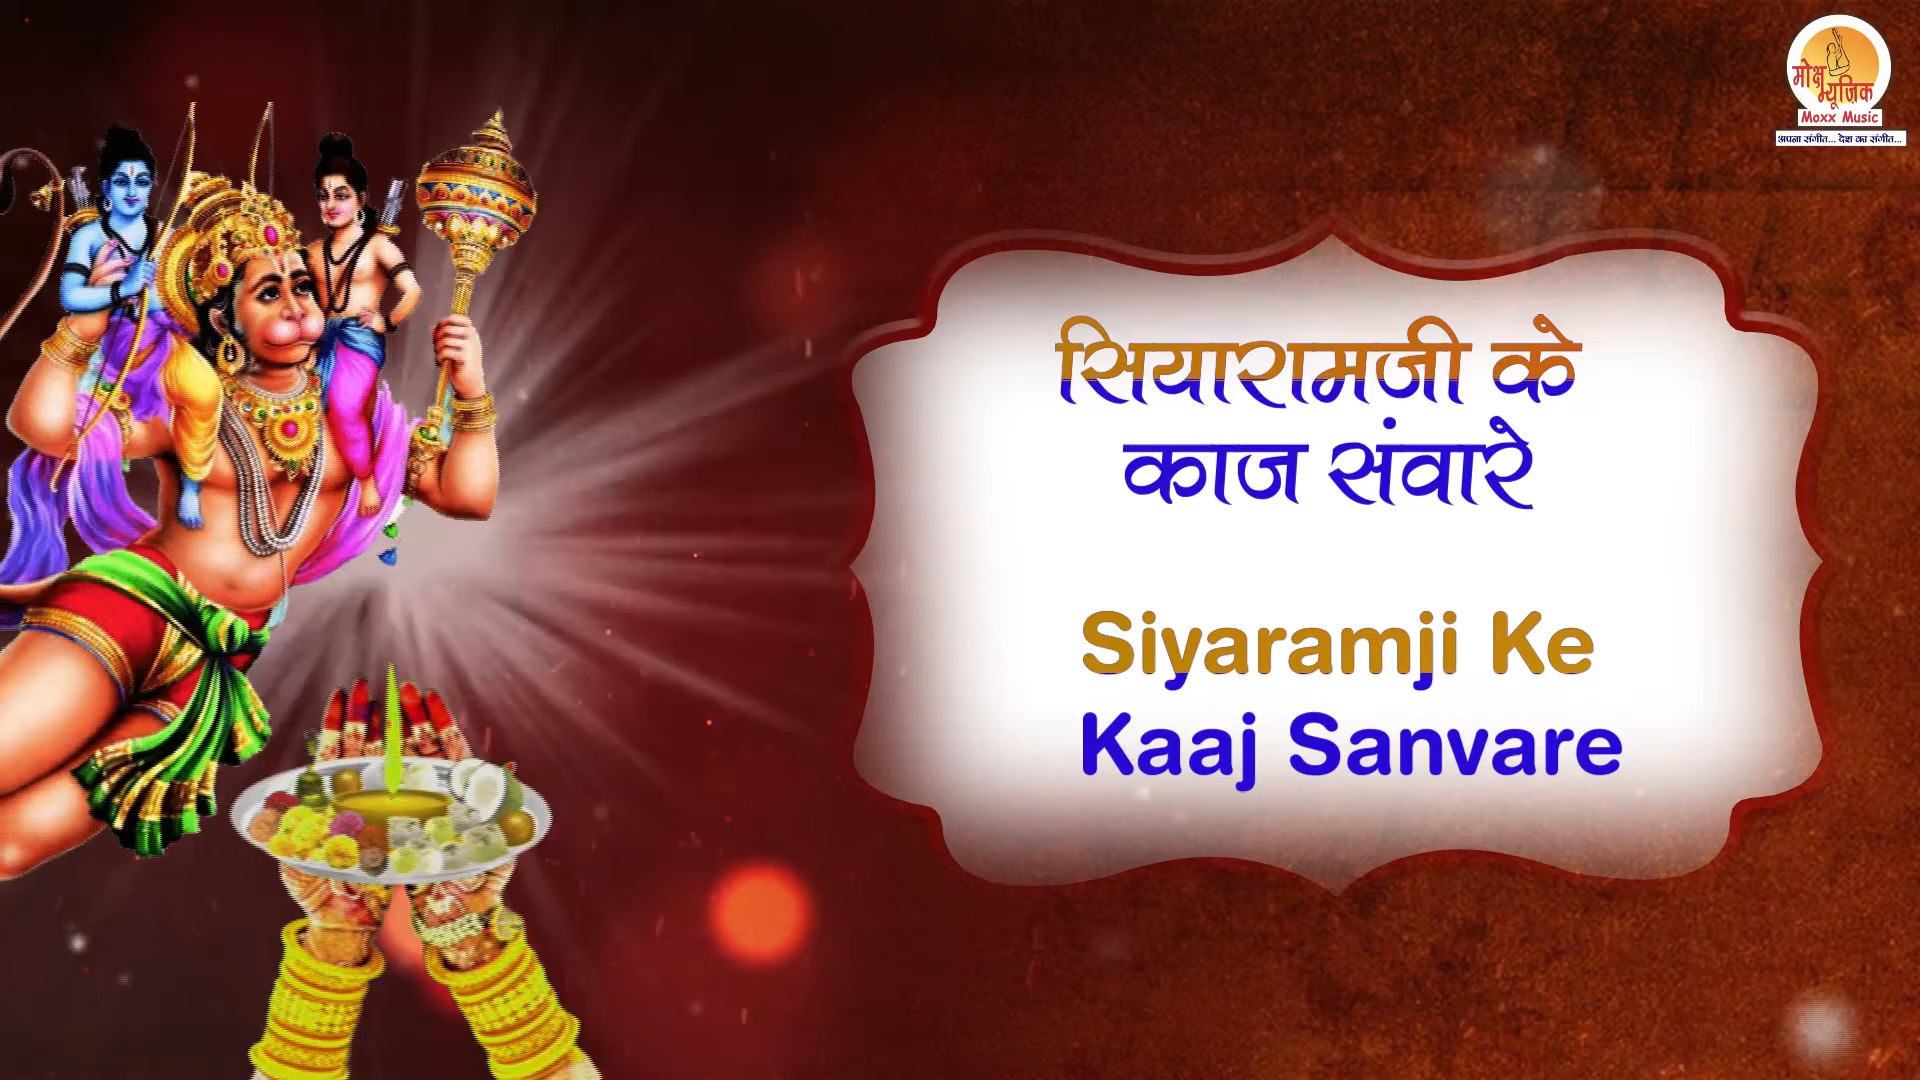 मोक्ष
म्यूज़िक
Moxx Music
अपना संगीत... देश का संगीत...
सियारामजी के
काज संवारे
Siyaramji Ke
Kaaj Sanvare